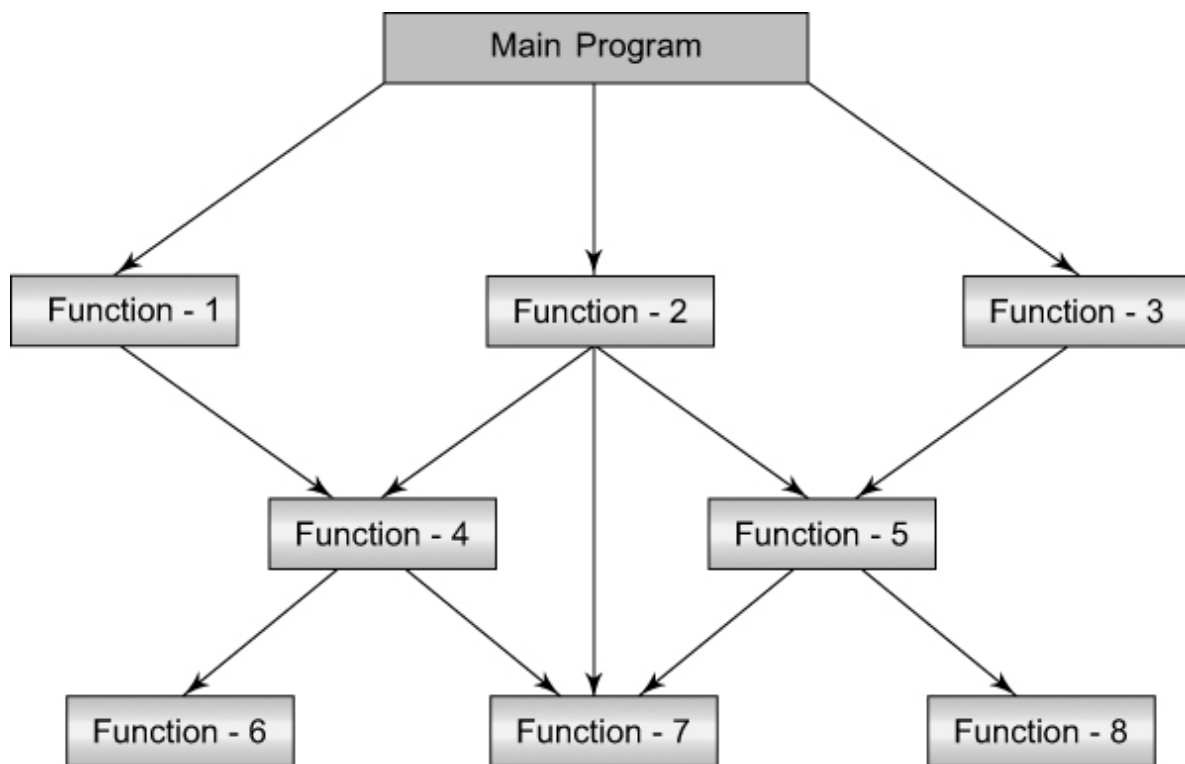 Main Program
Function - 1
Function - 2
Function - 3
Function - 4
Function - 5
Function - 6
Function - 7
Function - 8